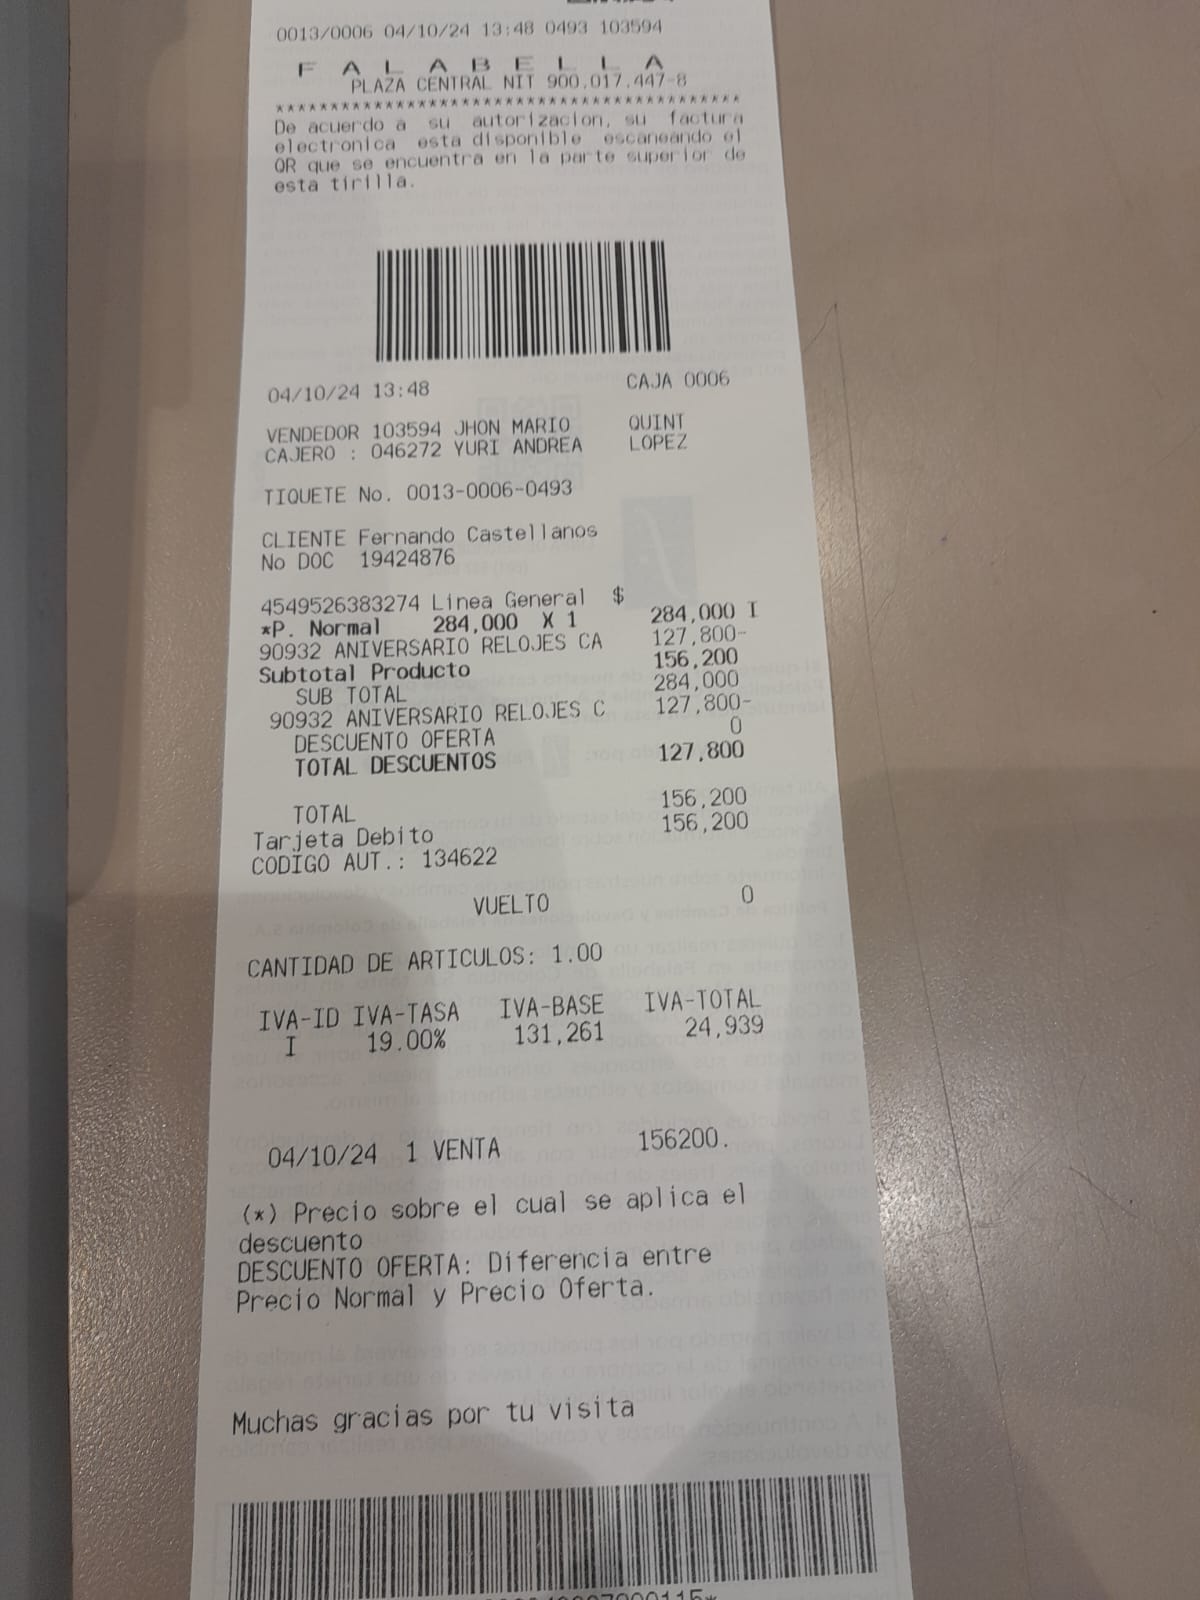 0013/0006 04/10/24 13:48 0493 103594
F A L A B E L L A
PLAZA CENTRAL NIT 900.017.447-8
********************************************
De acuerdo a su autorizacion, su factura
electronica esta disponible escaneando el
QR que se encuentra en la parte superior de
esta tirilla.
04/10/24 13:48 CAJA 0006
VENDEDOR 103594 JHON MARIO QUINT
CAJERO : 046272 YURI ANDREA LOPEZ
TIQUETE No. 0013-0006-0493
CLIENTE Fernando Castellanos
No DOC 19424876
4549526383274 Linea General $ 284,000 I
*P. Normal 284,000 X 1
90932 ANIVERSARIO RELOJES CA 127,800-
Subtotal Producto 156,200
SUB TOTAL 284,000
90932 ANIVERSARIO RELOJES C 127,800-
DESCUENTO OFERTA 0
TOTAL DESCUENTOS 127,800
TOTAL 156,200
Tarjeta Debito 156,200
CODIGO AUT.: 134622
VUELTO 0
CANTIDAD DE ARTICULOS: 1.00
IVA-ID IVA-TASA IVA-BASE IVA-TOTAL
I 19.00% 131,261 24,939
04/10/24 1 VENTA 156200.
(*) Precio sobre el cual se aplica el
descuento
DESCUENTO OFERTA: Diferencia entre
Precio Normal y Precio Oferta.
Muchas gracias por tu visita